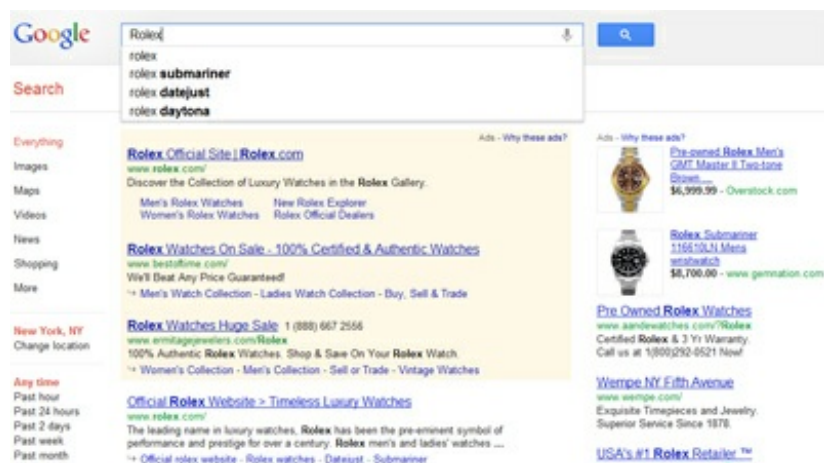 Google
Rolex
rolex
rolex submariner
rolex datejust
rolex daytona
Search
Everything
Images
Maps
Videos
News
Shopping
More
New York, NY
Change location
Any time
Past hour
Past 24 hours
Past 2 days
Past week
Past month
Ads - Why these ads?
Rolex Official Site | Rolex.com
www.rolex.com/
Discover the Collection of Luxury Watches in the Rolex Gallery.
Men's Rolex Watches New Rolex Explorer
Women's Rolex Watches Rolex Official Dealers
Rolex Watches On Sale - 100% Certified & Authentic Watches
www.bestoftime.com/
We'll Beat Any Price Guaranteed!
Men's Watch Collection - Ladies Watch Collection - Buy, Sell & Trade
Rolex Watches Huge Sale 1 (888) 667 2556
www.ermitagejewelers.com/Rolex
100% Authentic Rolex Watches. Shop & Save On Your Rolex Watch.
Women's Collection - Men's Collection - Sell or Trade - Vintage Watches
Official Rolex Website > Timeless Luxury Watches
www.rolex.com/
The leading name in luxury watches, Rolex has been the pre-eminent symbol of
performance and prestige for over a century. Rolex men's and ladies' watches ...
Official rolex website - Rolex watches - Datejust - Submariner
Ads - Why these ads?
Pre-owned Rolex Men's
GMT Master II Two-tone
Brown ...
$6,999.99 - Overstock.com
Rolex Submariner
116610LN Mens
wristwatch
$8,700.00 - www.gemnation.com
Pre Owned Rolex Watches
www.aandewatches.com/?Rolex
Certified Rolex & 3 Yr Warranty.
Call us at 1(800)292-0521 Now!
Wempe NY Fifth Avenue
www.wempe.com/
Exquisite Timepieces and Jewelry.
Superior Service Since 1878.
USA's #1 Rolex Retailer ™